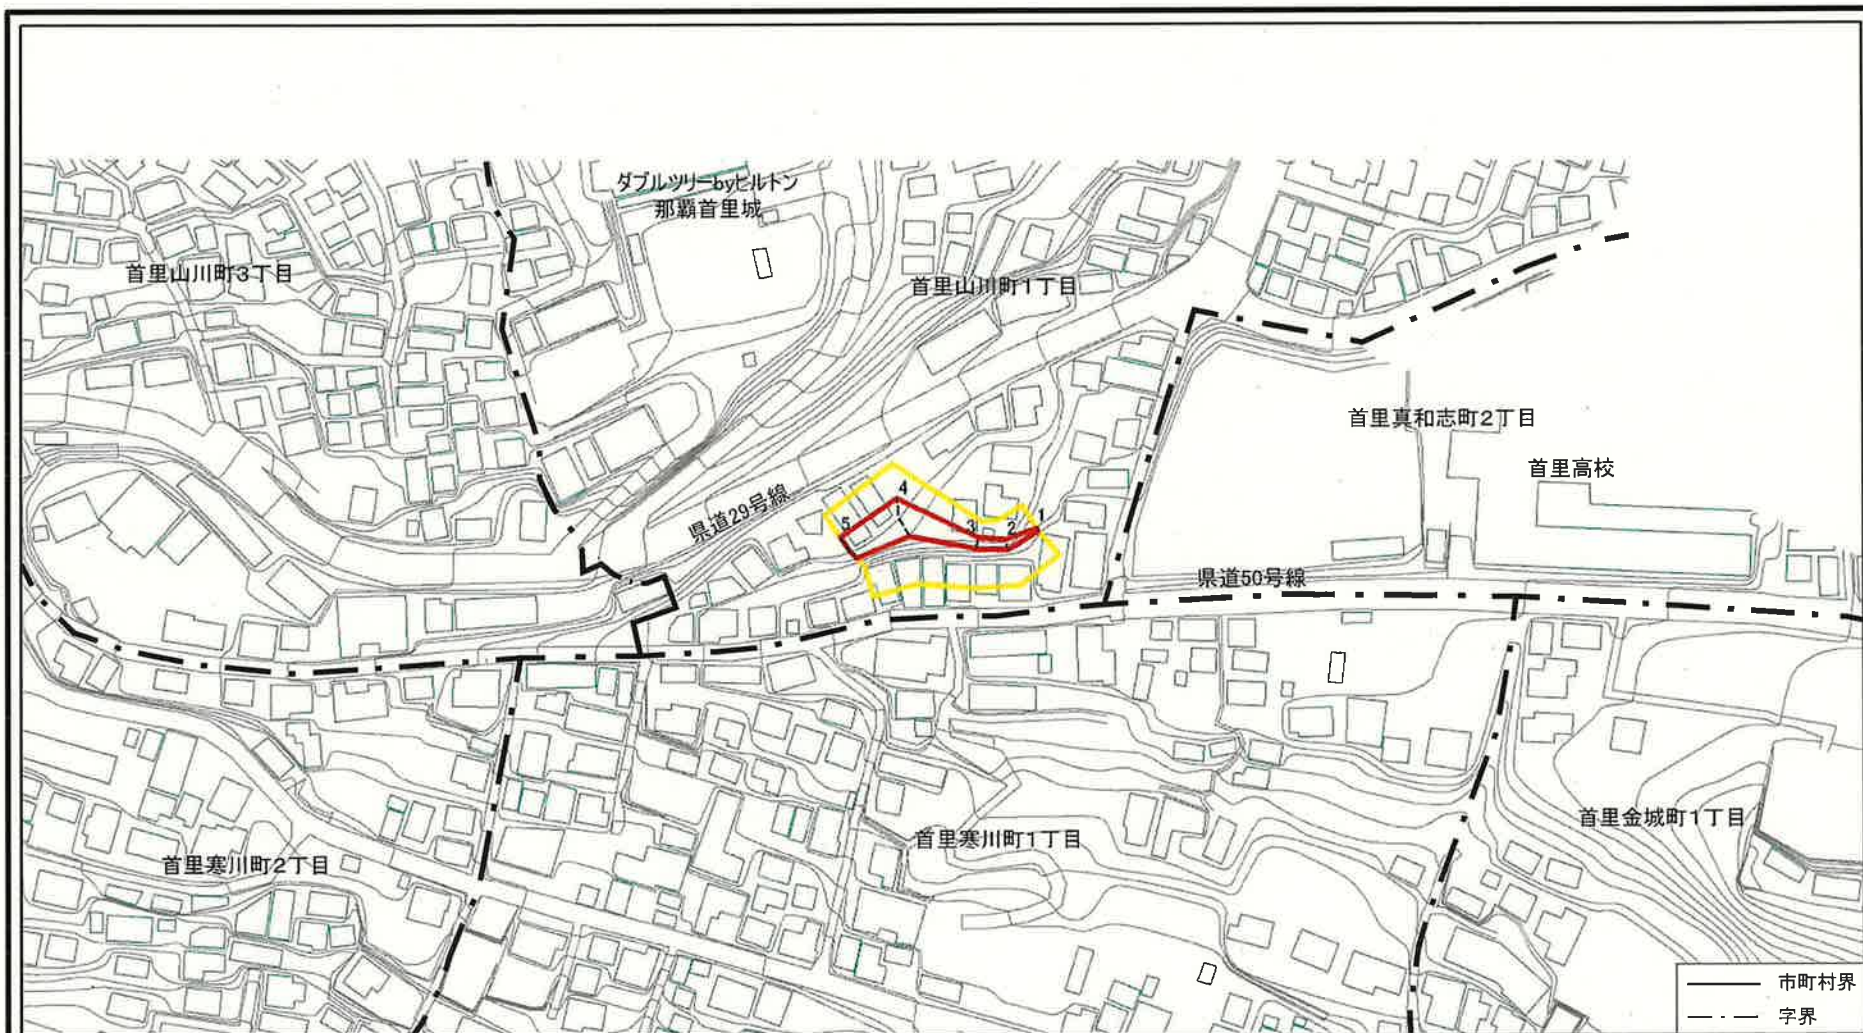 ダブルツリーbyヒルトン
那覇首里城
首里山川町3丁目
首里山川町1丁目
首里真和志町2丁目
首里高校
県道29号線
4
5
3
2
1
県道50号線
首里金城町1丁目
首里寒川町1丁目
首里寒川町2丁目
市町村界
字界